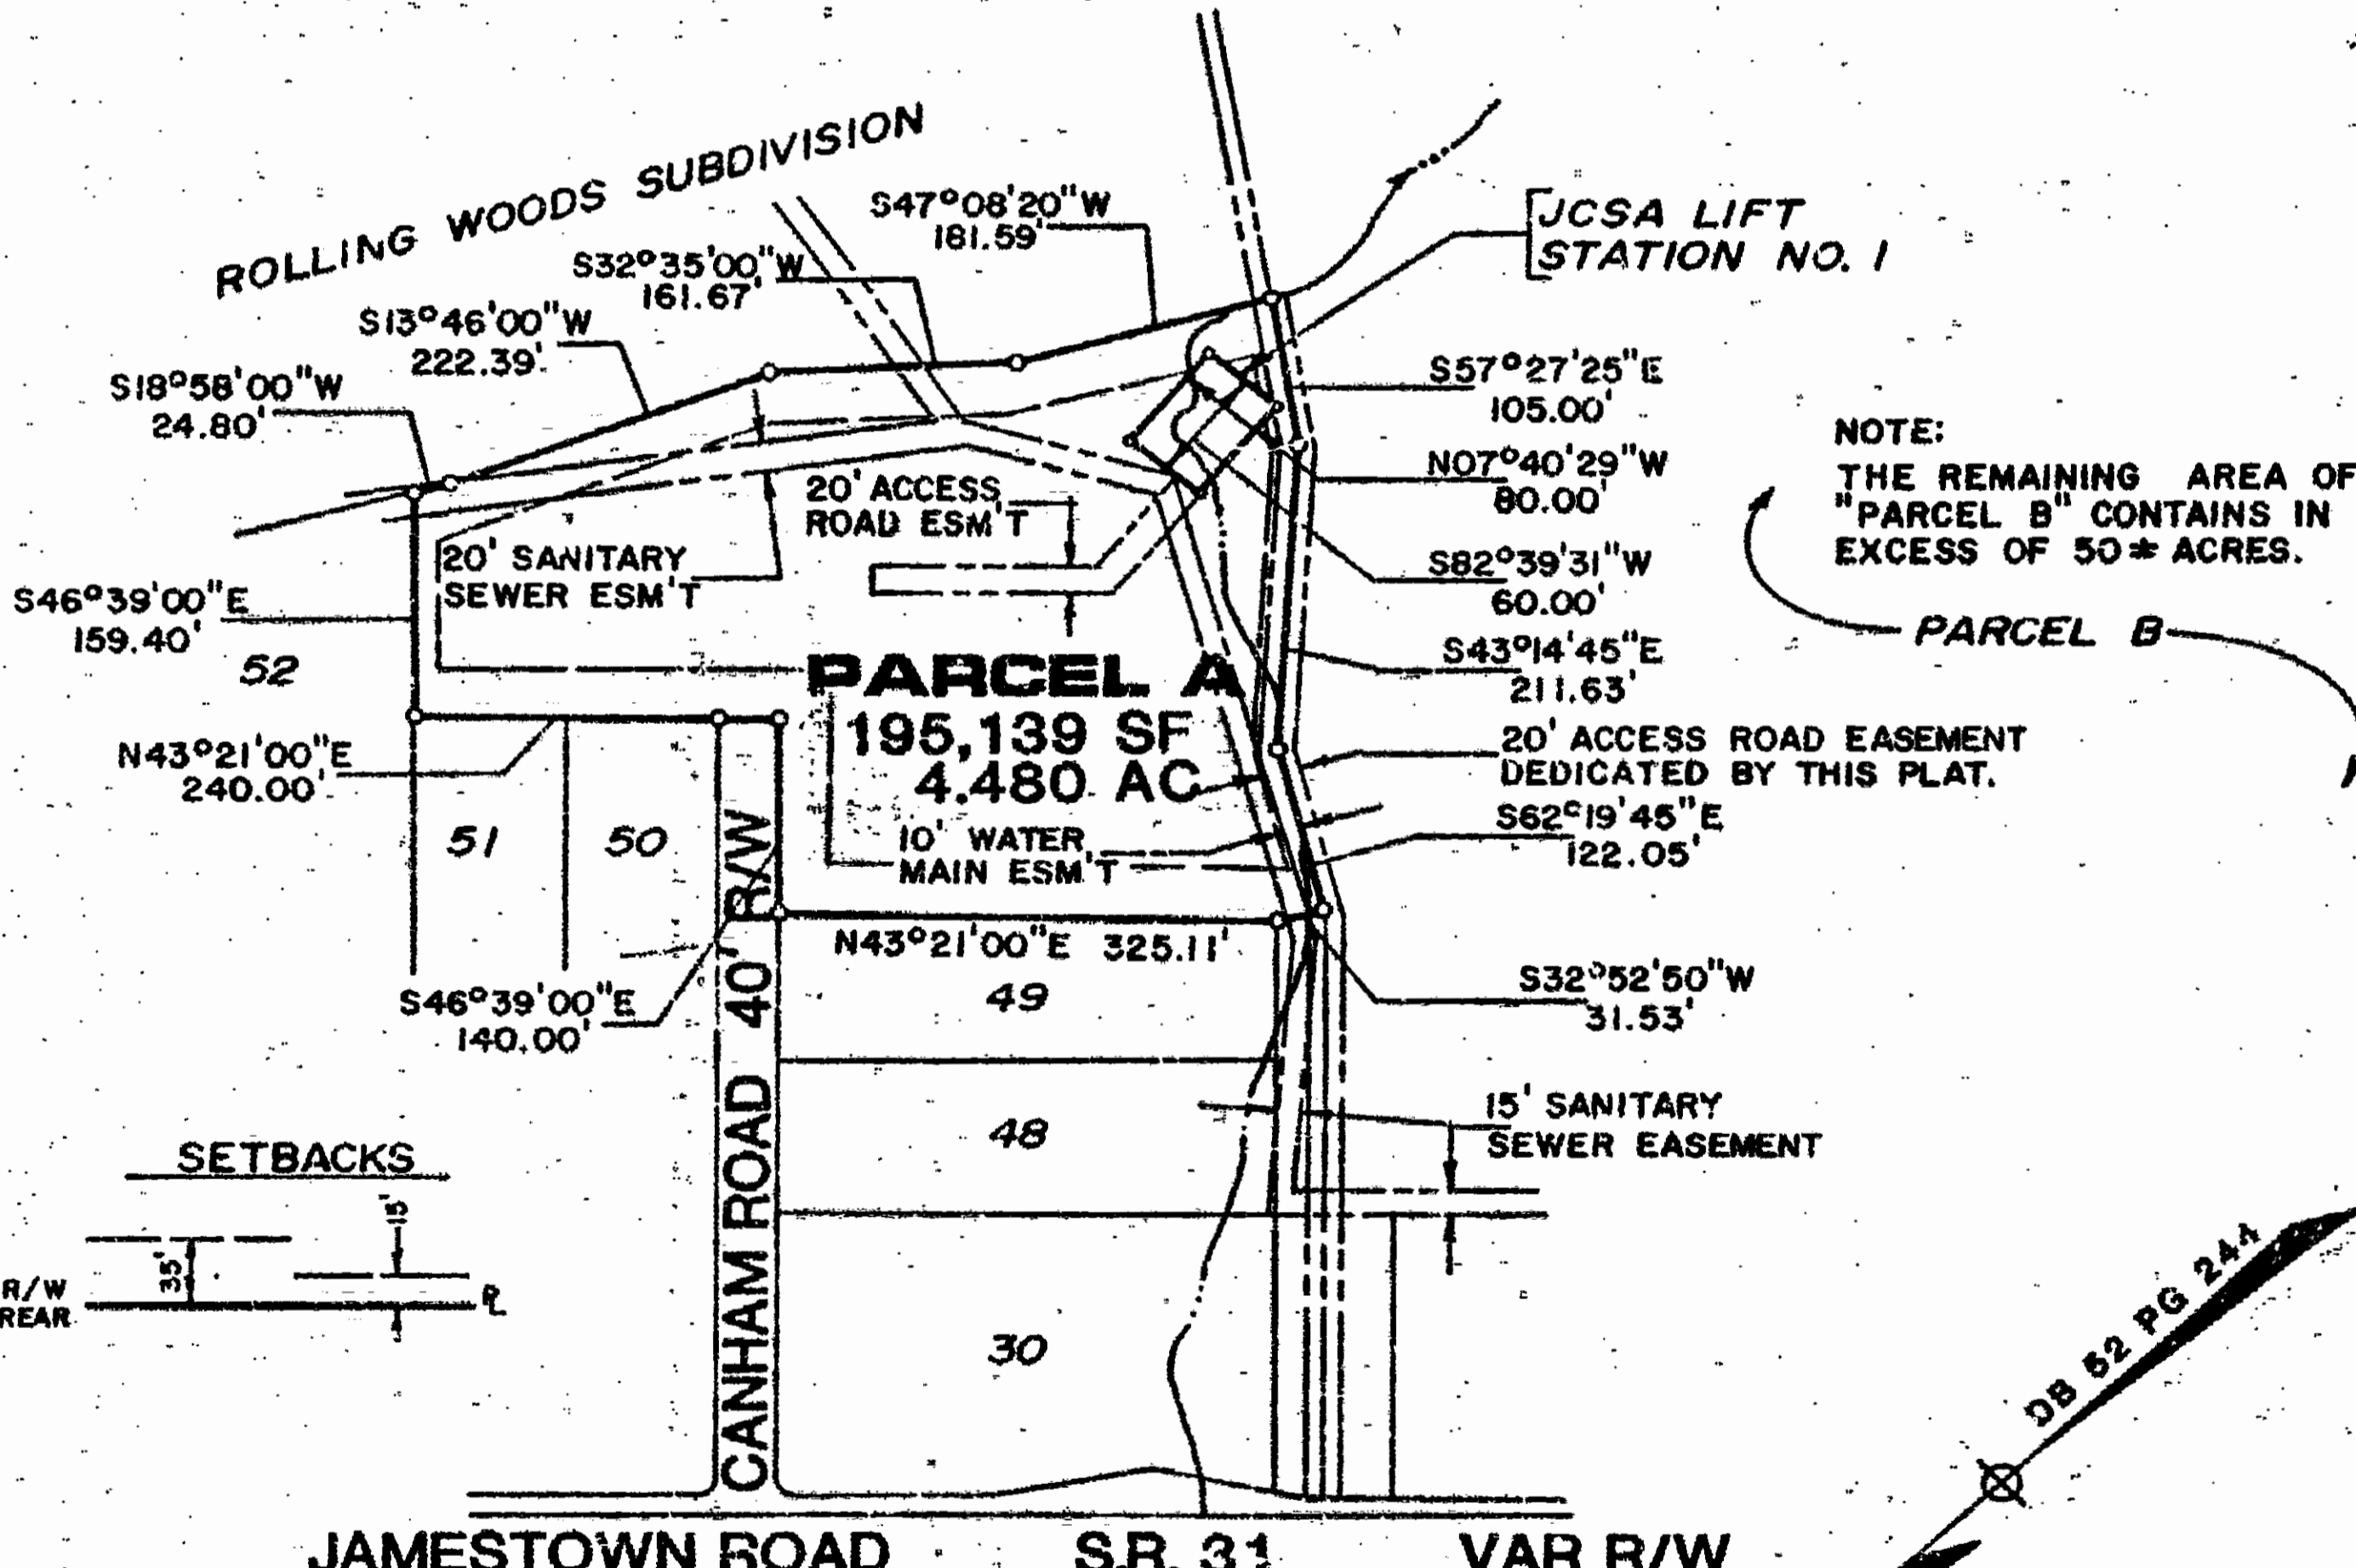 ROLLING WOODS SUBDIVISION
S47°08'20"W
181.59'
S32°35'00"W
161.67'
S13°46'00"W
222.39'
S18°58'00"W
24.80'
JCSA LIFT
STATION NO. 1
S57°27'25"E
105.00'
N07°40'29"W
80.00'
S82°39'31"W
60.00'
S43°14'45"E
211.63'
NOTE:
THE REMAINING AREA OF
"PARCEL B" CONTAINS IN
EXCESS OF 50* ACRES.
PARCEL B
20' ACCESS
ROAD ESM'T
20' SANITARY
SEWER ESM'T
S46°39'00"E
159.40'
52
PARCEL A
195,139 SF
4.480 AC
N43°21'00"E
240.00'
20' ACCESS ROAD EASEMENT
DEDICATED BY THIS PLAT.
S62°19'45"E
122.05'
51
50
10' WATER
MAIN ESM'T
N43°21'00"E 325.11'
49
S46°39'00"E
140.00'
S32°52'50"W
31.53'
CANHAM ROAD 40' R/W
48
15' SANITARY
SEWER EASEMENT
SETBACKS
15'
35'
R/W
REAR
PL
30
DB 52 PG 244
JAMESTOWN ROAD S.R. 31 VAR R/W